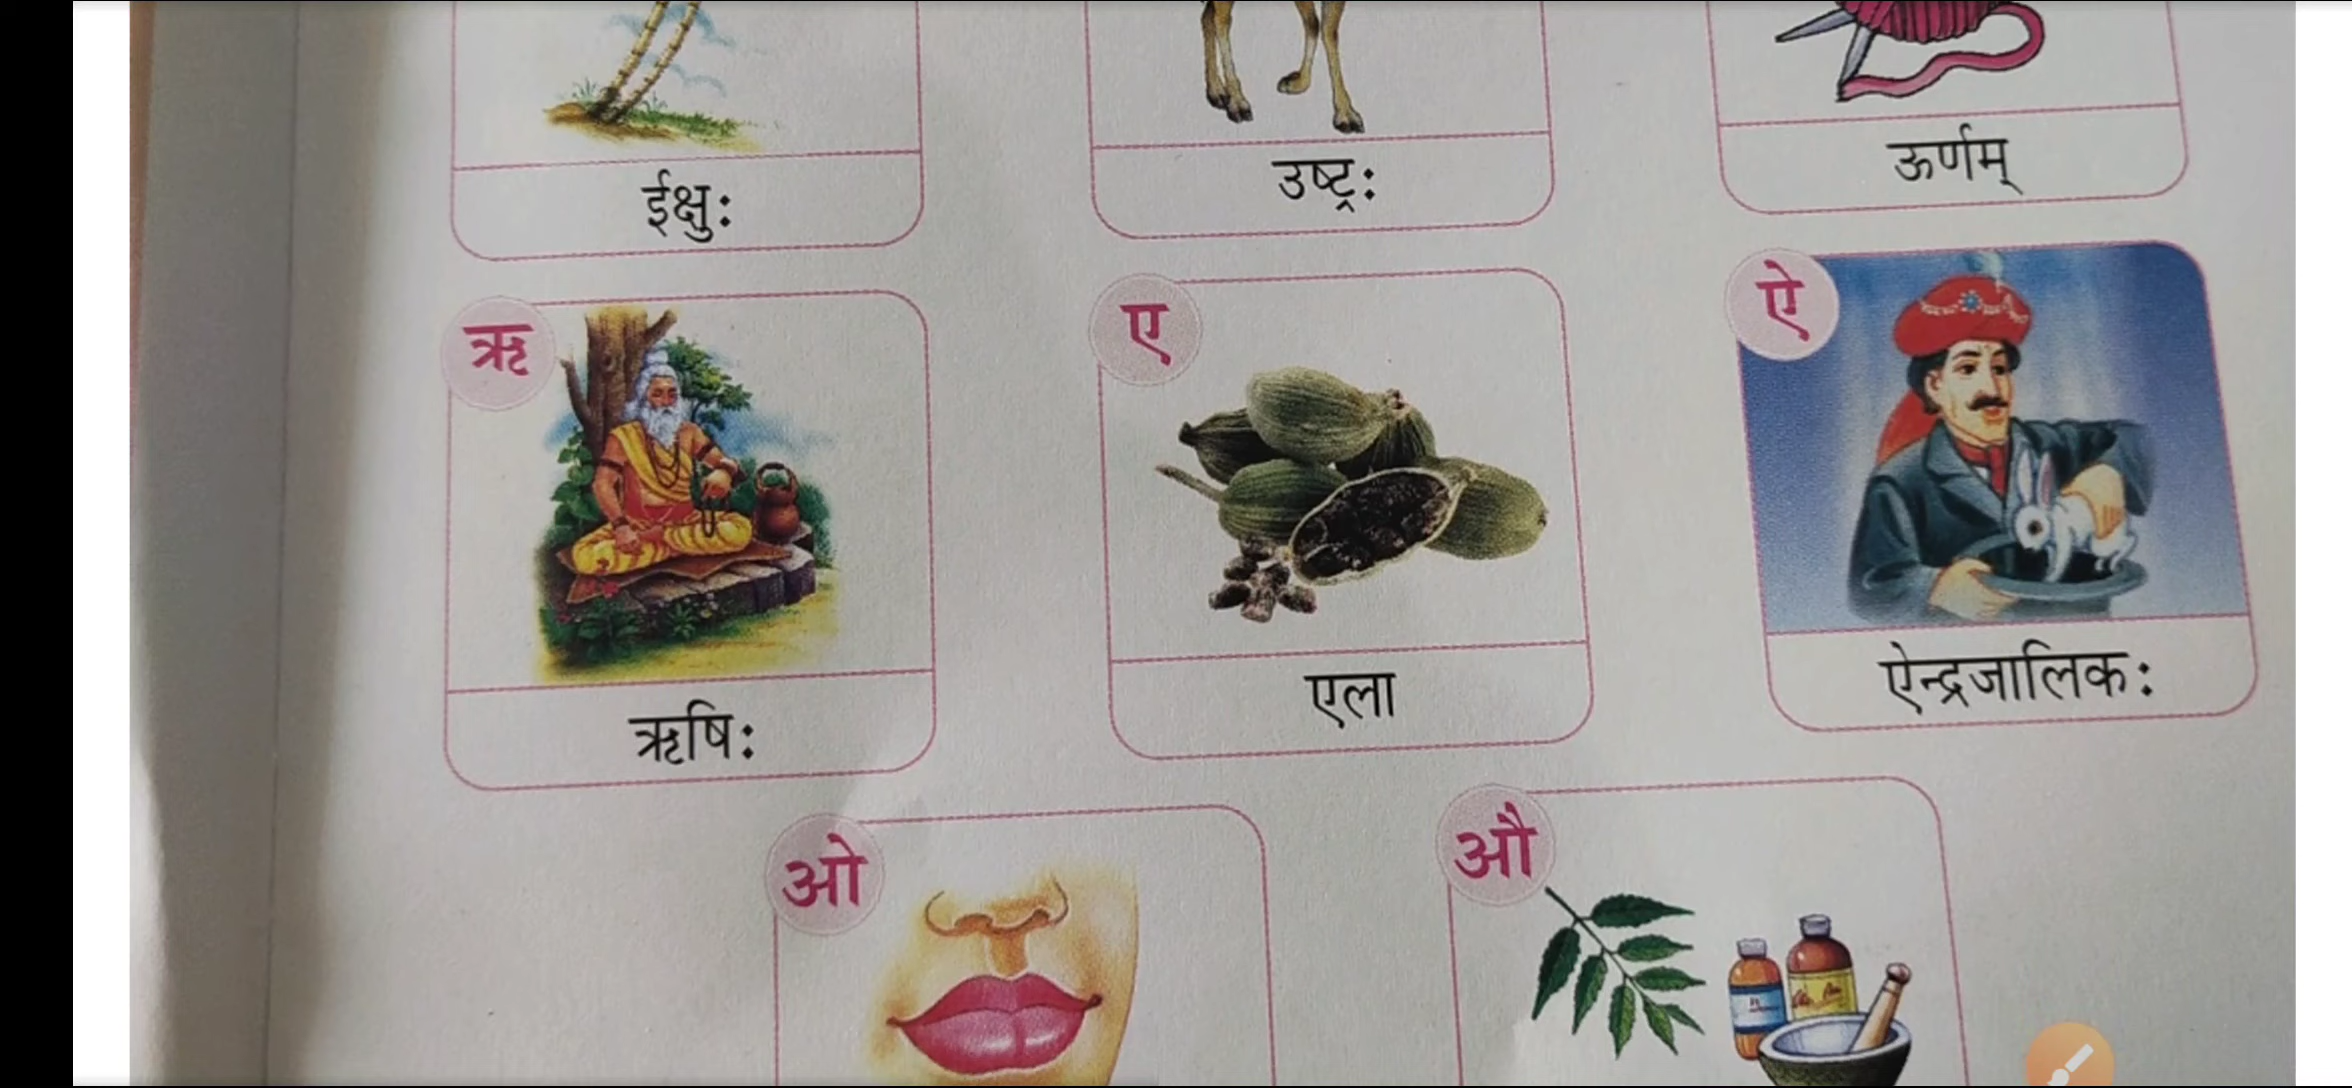 ईक्षुः
उष्ट्रः
ऊर्णम्
ऋ
ए
ऐ
ऋषिः
एला
ऐन्द्रजालिकः
ओ
औ